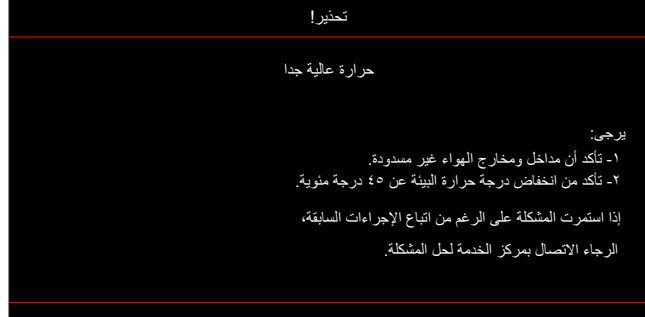 تحذير!
حرارة عالية جدا
يرجى:
١- تأكد أن مداخل ومخارج الهواء غير مسدودة.
٢- تأكد من انخفاض درجة حرارة البيئة عن ٤٥ درجة مئوية.
إذا استمرت المشكلة على الرغم من اتباع الإجراءات السابقة،
الرجاء الاتصال بمركز الخدمة لحل المشكلة.